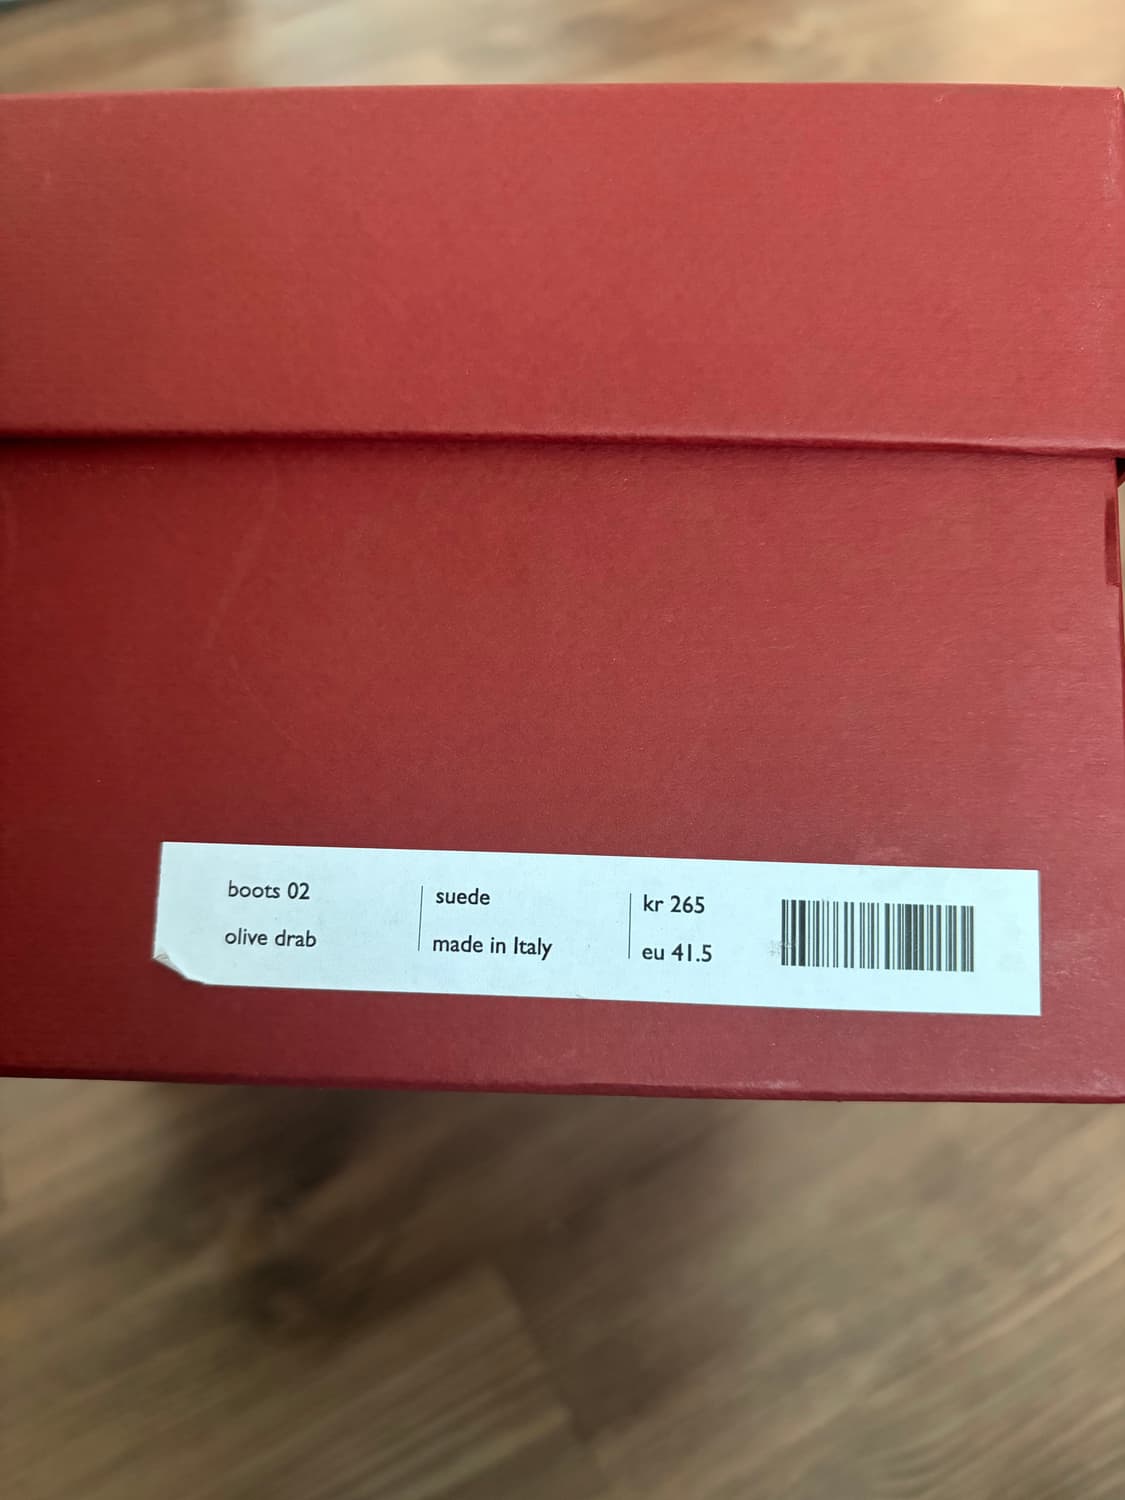 boots 02
olive drab
suede
made in Italy
kr 265
eu 41.5